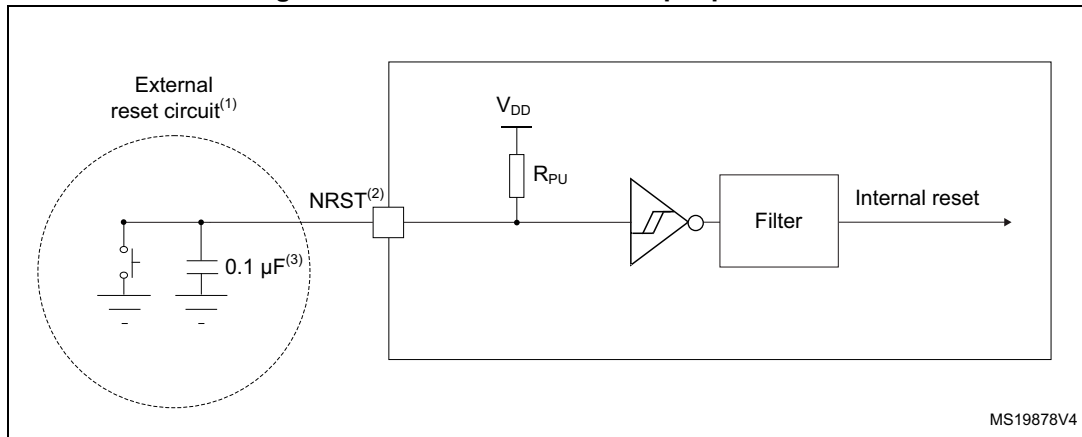 External
reset circuit(1)
VDD
RPU
NRST(2)
Internal reset
Filter
0.1 µF(3)
MS19878V4